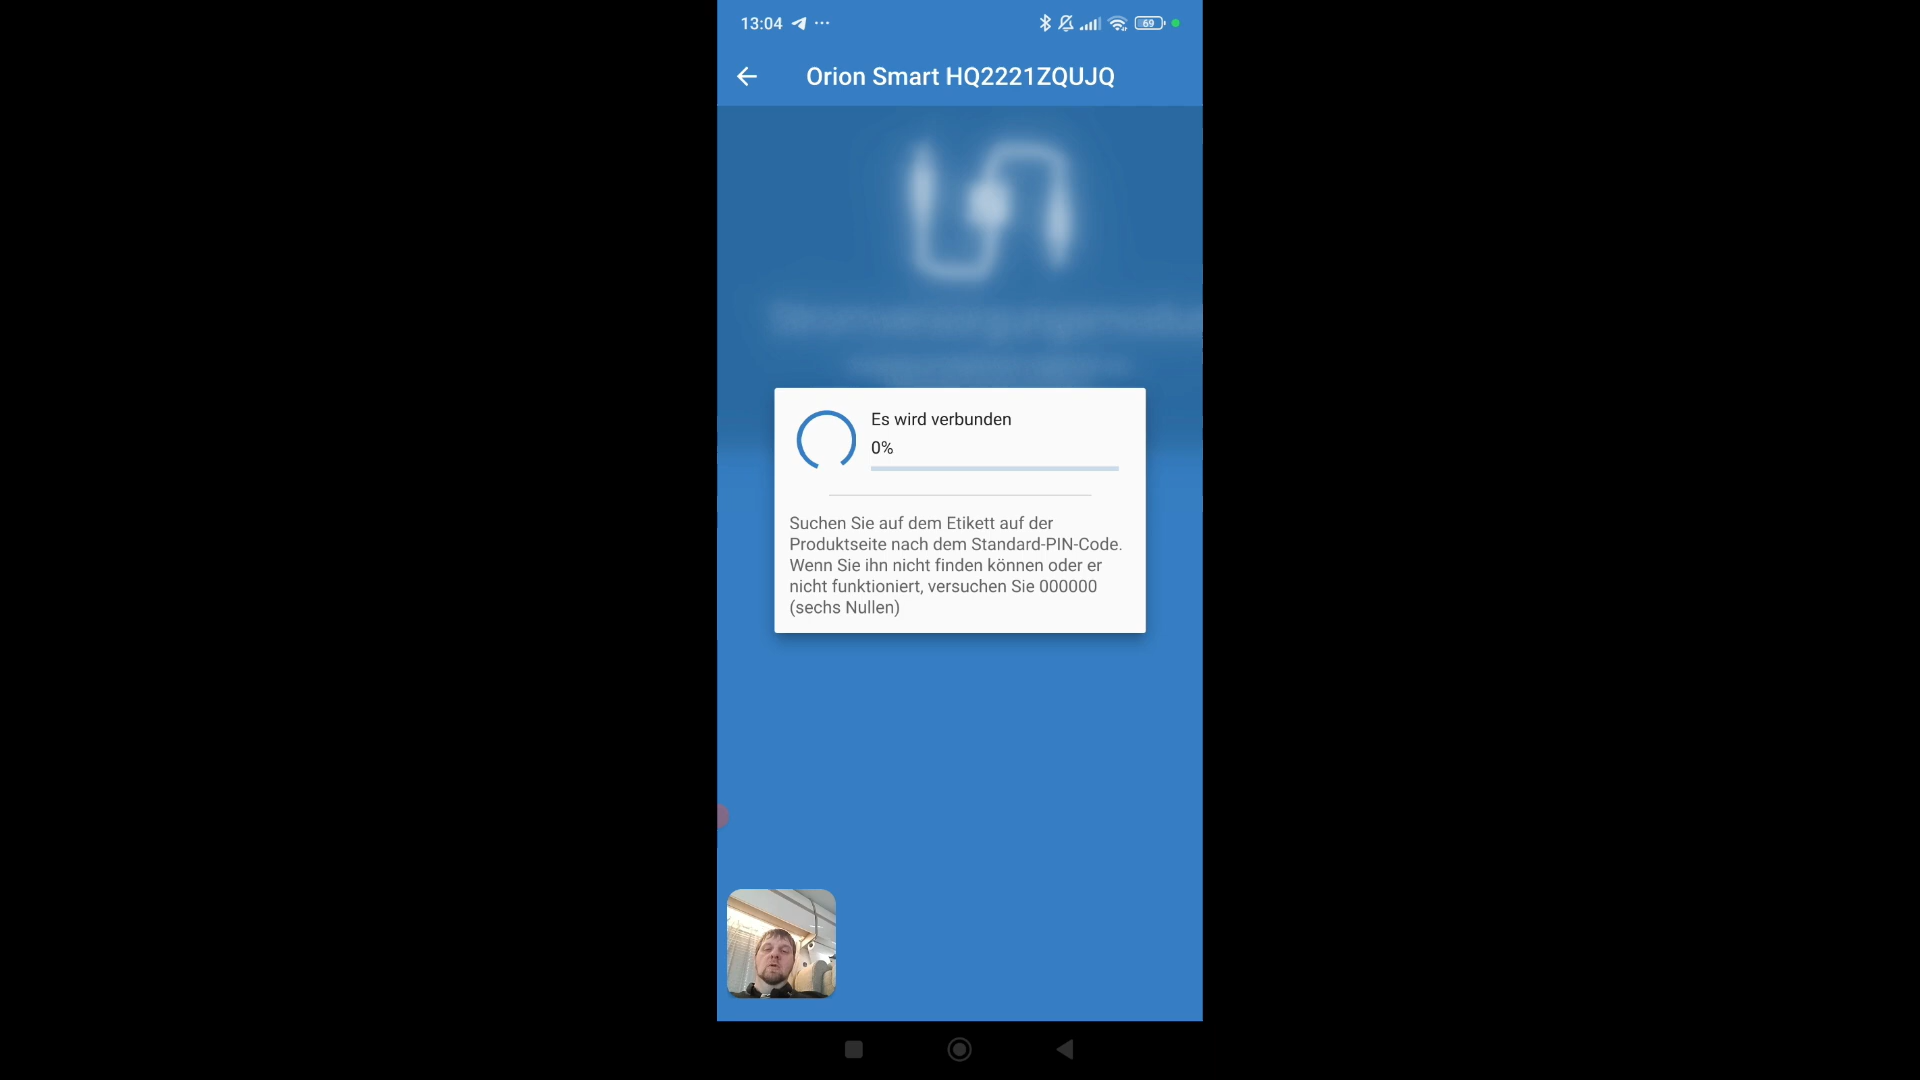 13:04
69
Orion Smart HQ2221ZQUJQ
Es wird verbunden
0%
Suchen Sie auf dem Etikett auf der
Produktseite nach dem Standard-PIN-Code.
Wenn Sie ihn nicht finden können oder er
nicht funktioniert, versuchen Sie 000000
(sechs Nullen)